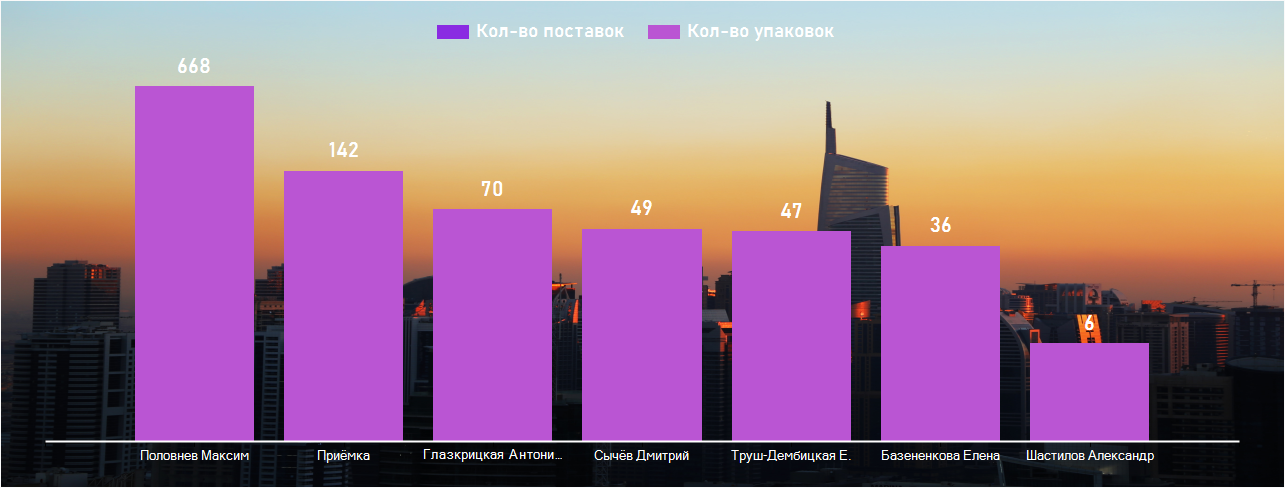 Кол-во поставок Кол-во упаковок
668
142
70
49
47
36
6
Половнев Максим
Приёмка
Глазкрицкая Антони...
Сычёв Дмитрий
Труш-Дембицкая Е.
Базененкова Елена
Шастилов Александр